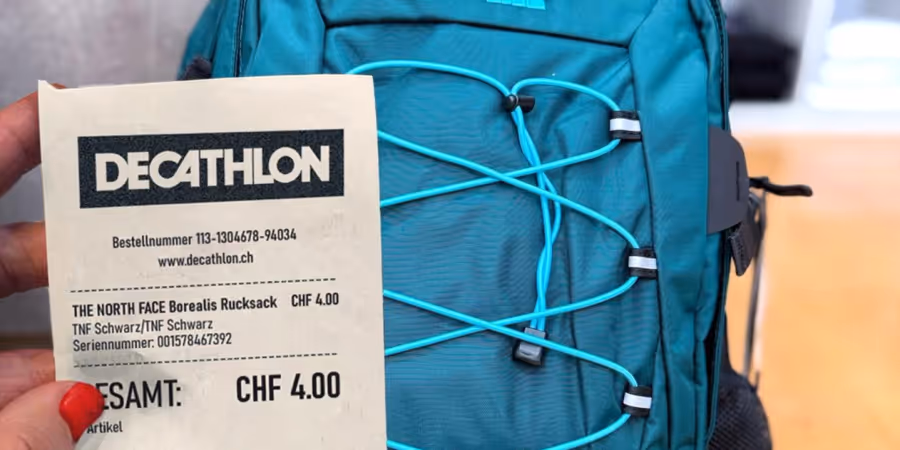 DECATHLON
Bestellnummer 113-1304678-94034
www.decathlon.ch
THE NORTH FACE Borealis Rucksack CHF 4.00
TNF Schwarz/TNF Schwarz
Seriennummer: 001578467392
ESAMT: CHF 4.00
Artikel